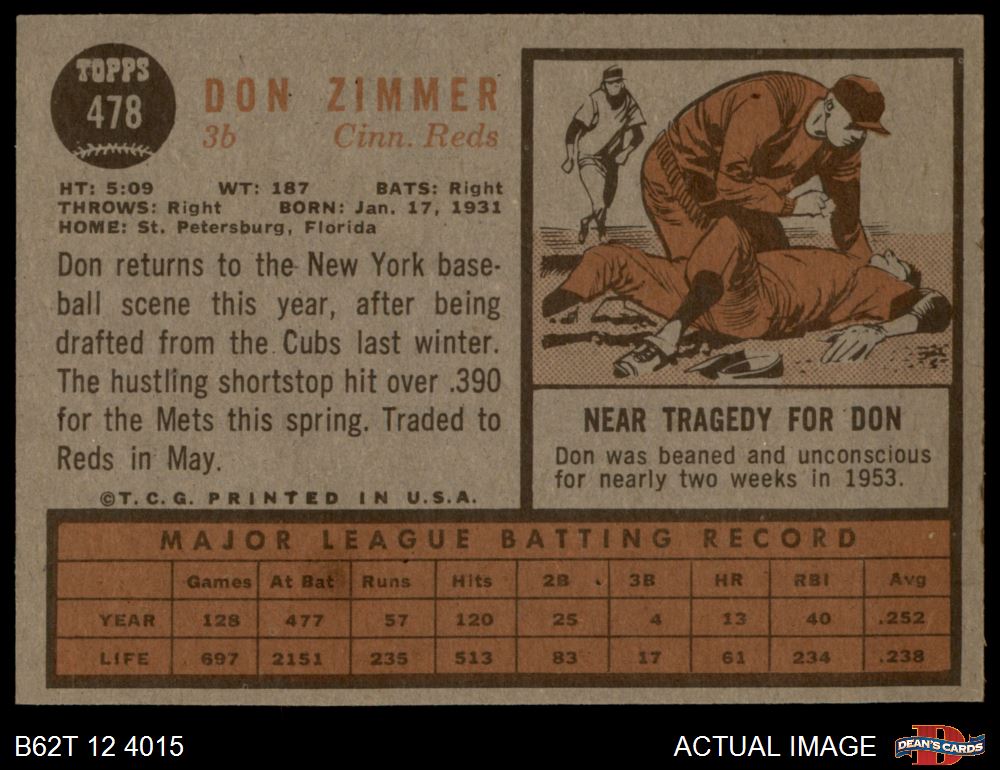 TOPPS
478
DON ZIMMER
3b Cinn. Reds
HT: 5:09 WT: 187 BATS: Right
THROWS: Right BORN: Jan. 17, 1931
HOME: St. Petersburg, Florida
Don returns to the New York base-
ball scene this year, after being
drafted from the Cubs last winter.
The hustling shortstop hit over .390
for the Mets this spring. Traded to
Reds in May.
©T.C.G. PRINTED IN U.S.A.
NEAR TRAGEDY FOR DON
Don was beaned and unconscious
for nearly two weeks in 1953.
MAJOR LEAGUE BATTING RECORD
Games At Bat Runs Hits 2B 3B HR RBI Avg
YEAR 128 477 57 120 25 4 13 40 .252
LIFE 697 2151 235 513 83 17 61 234 .238
B62T 12 4015
ACTUAL IMAGE
DEAN'S CARDS